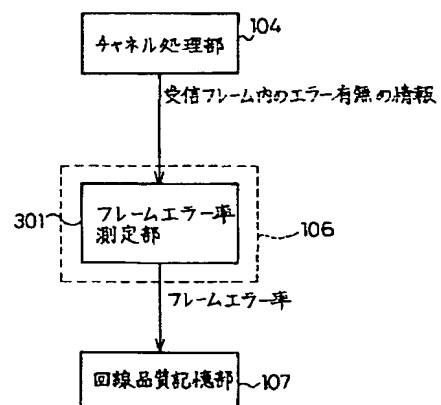 チャネル処理部
104
受信フレーム内のエラー有無の情報
301
フレームエラー率
測定部
106
フレームエラー率
回線品質記憶部
107